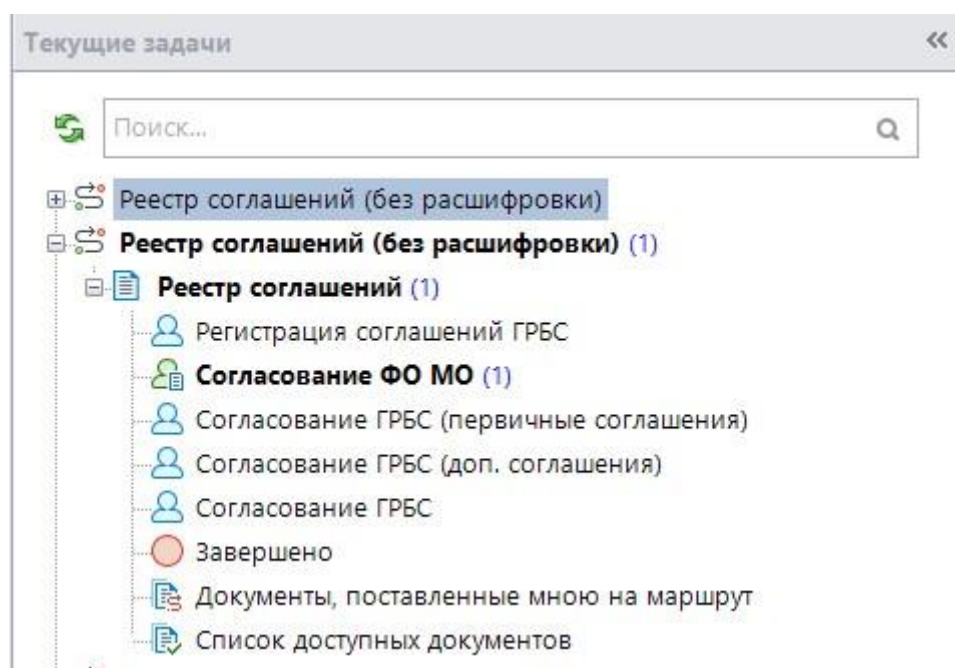 Текущие задачи
Поиск...
Реестр соглашений (без расшифровки)
Реестр соглашений (без расшифровки) (1)
Реестр соглашений (1)
Регистрация соглашений ГРБС
Согласование ФО МО (1)
Согласование ГРБС (первичные соглашения)
Согласование ГРБС (доп. соглашения)
Согласование ГРБС
Завершено
Документы, поставленные мною на маршрут
Список доступных документов